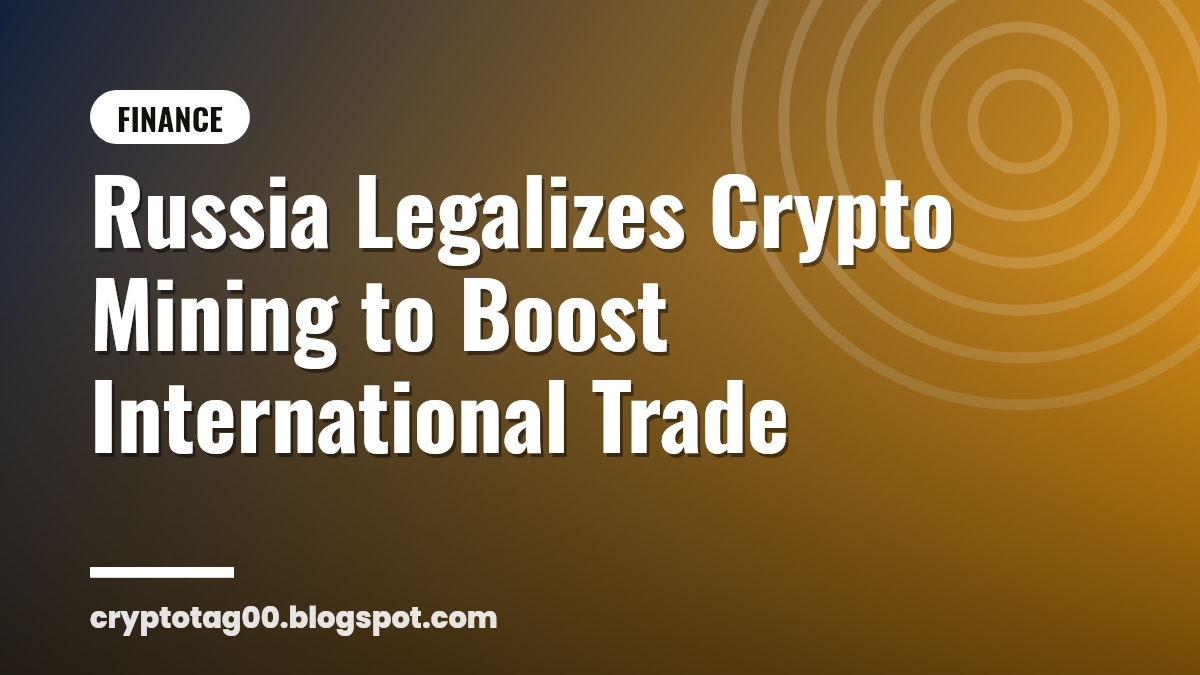 FINANCE
Russia Legalizes Crypto
Mining to Boost
International Trade
cryptotag00.blogspot.com